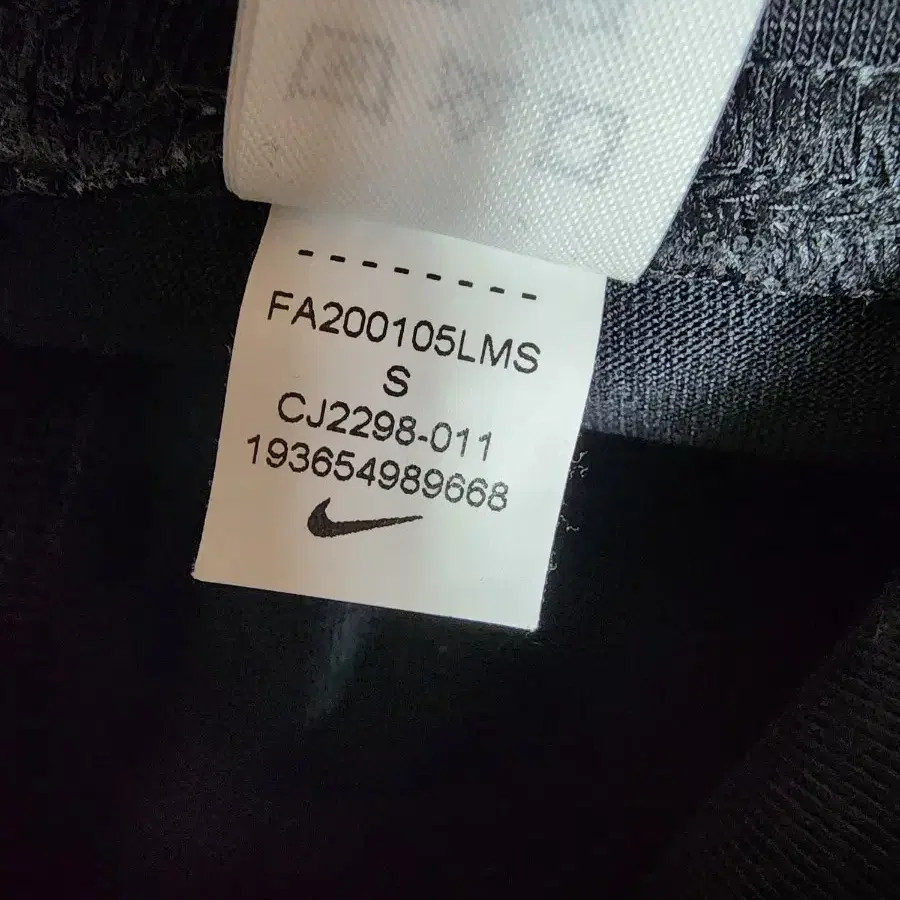 --------
FA200105LMS
S
CJ2298-011
193654989668